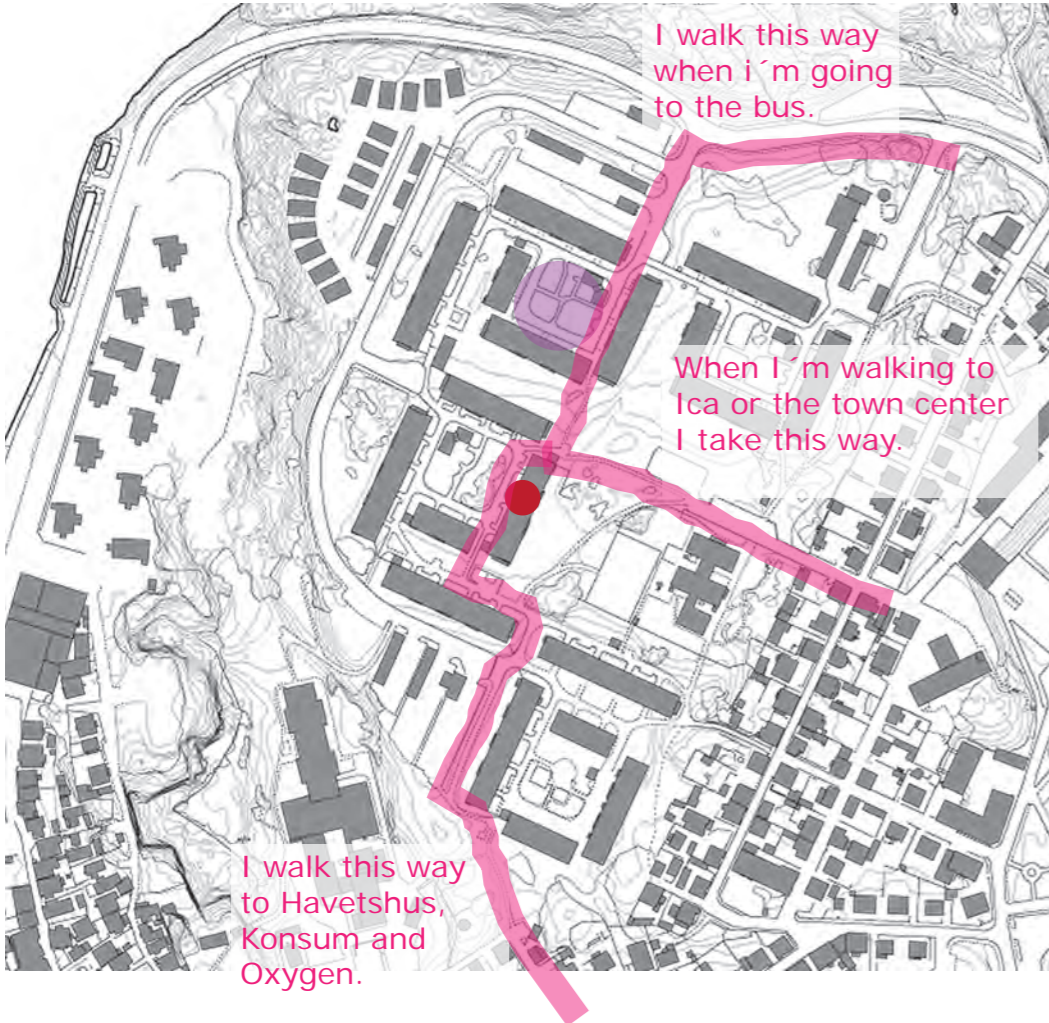 I walk this way
when i´m going
to the bus.
When I´m walking to
Ica or the town center
I take this way.
I walk this way
to Havetshus,
Konsum and
Oxygen.